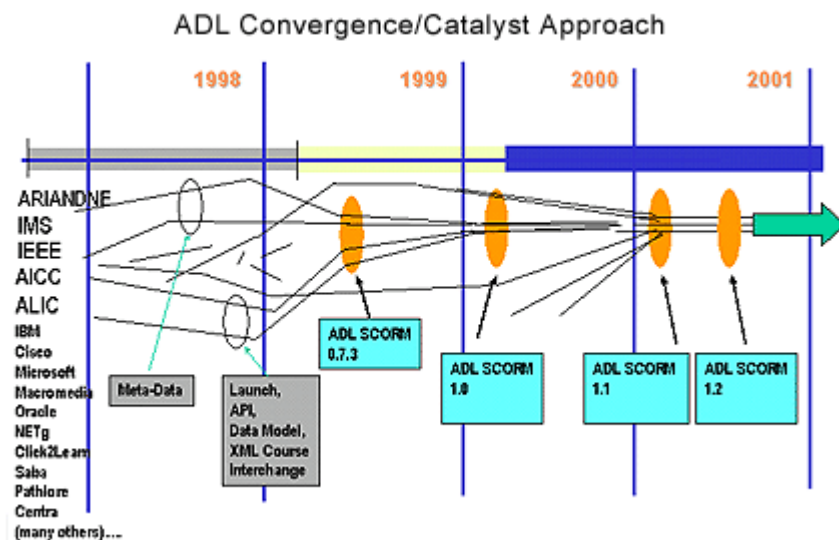 ADL Convergence/Catalyst Approach
1998
1999
2000
2001
ARIANDNE
IMS
IEEE
AICC
ALIC
IBM
Cisco
Microsoft
Macromedia
Oracle
NETg
Click2Learn
Saba
Pathlore
Centra
(many others)....
Meta-Data
Launch,
API,
Data Model,
XML Course
Interchange
ADL SCORM
0.7.3
ADL SCORM
1.0
ADL SCORM
1.1
ADL SCORM
1.2